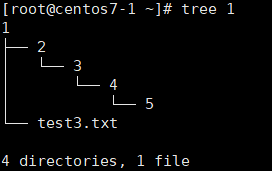 [root@centos7-1 ~]# tree 1
1
├── 2
│   └── 3
│       └── 4
│           └── 5
└── test3.txt

4 directories, 1 file